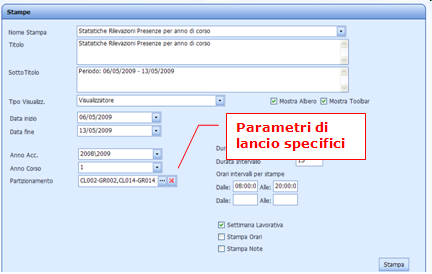 Stampe
Nome Stampa Statistiche Rilevazioni Presenze per anno di corso
Titolo Statistiche Rilevazioni Presenze per anno di corso
SottoTitolo Periodo: 06/05/2009 - 13/05/2009
Tipo Visualizz. Visualizzatore Mostra Albero Mostra Toolbar
Data inizio 06/05/2009
Data fine 13/05/2009
Parametri di
lancio specifici
Anno Acc. 2008\2009
Durata Intervallo 15
Anno Corso 1
Orari intervalli per stampe
Partizionamento CL002-GR002,CL014-GR014 ...
Dalle: 08:00:0 Alle: 20:00:0
Dalle: Alle:
Settimana Lavorativa
Stampa Orari
Stampa Note
Stampa